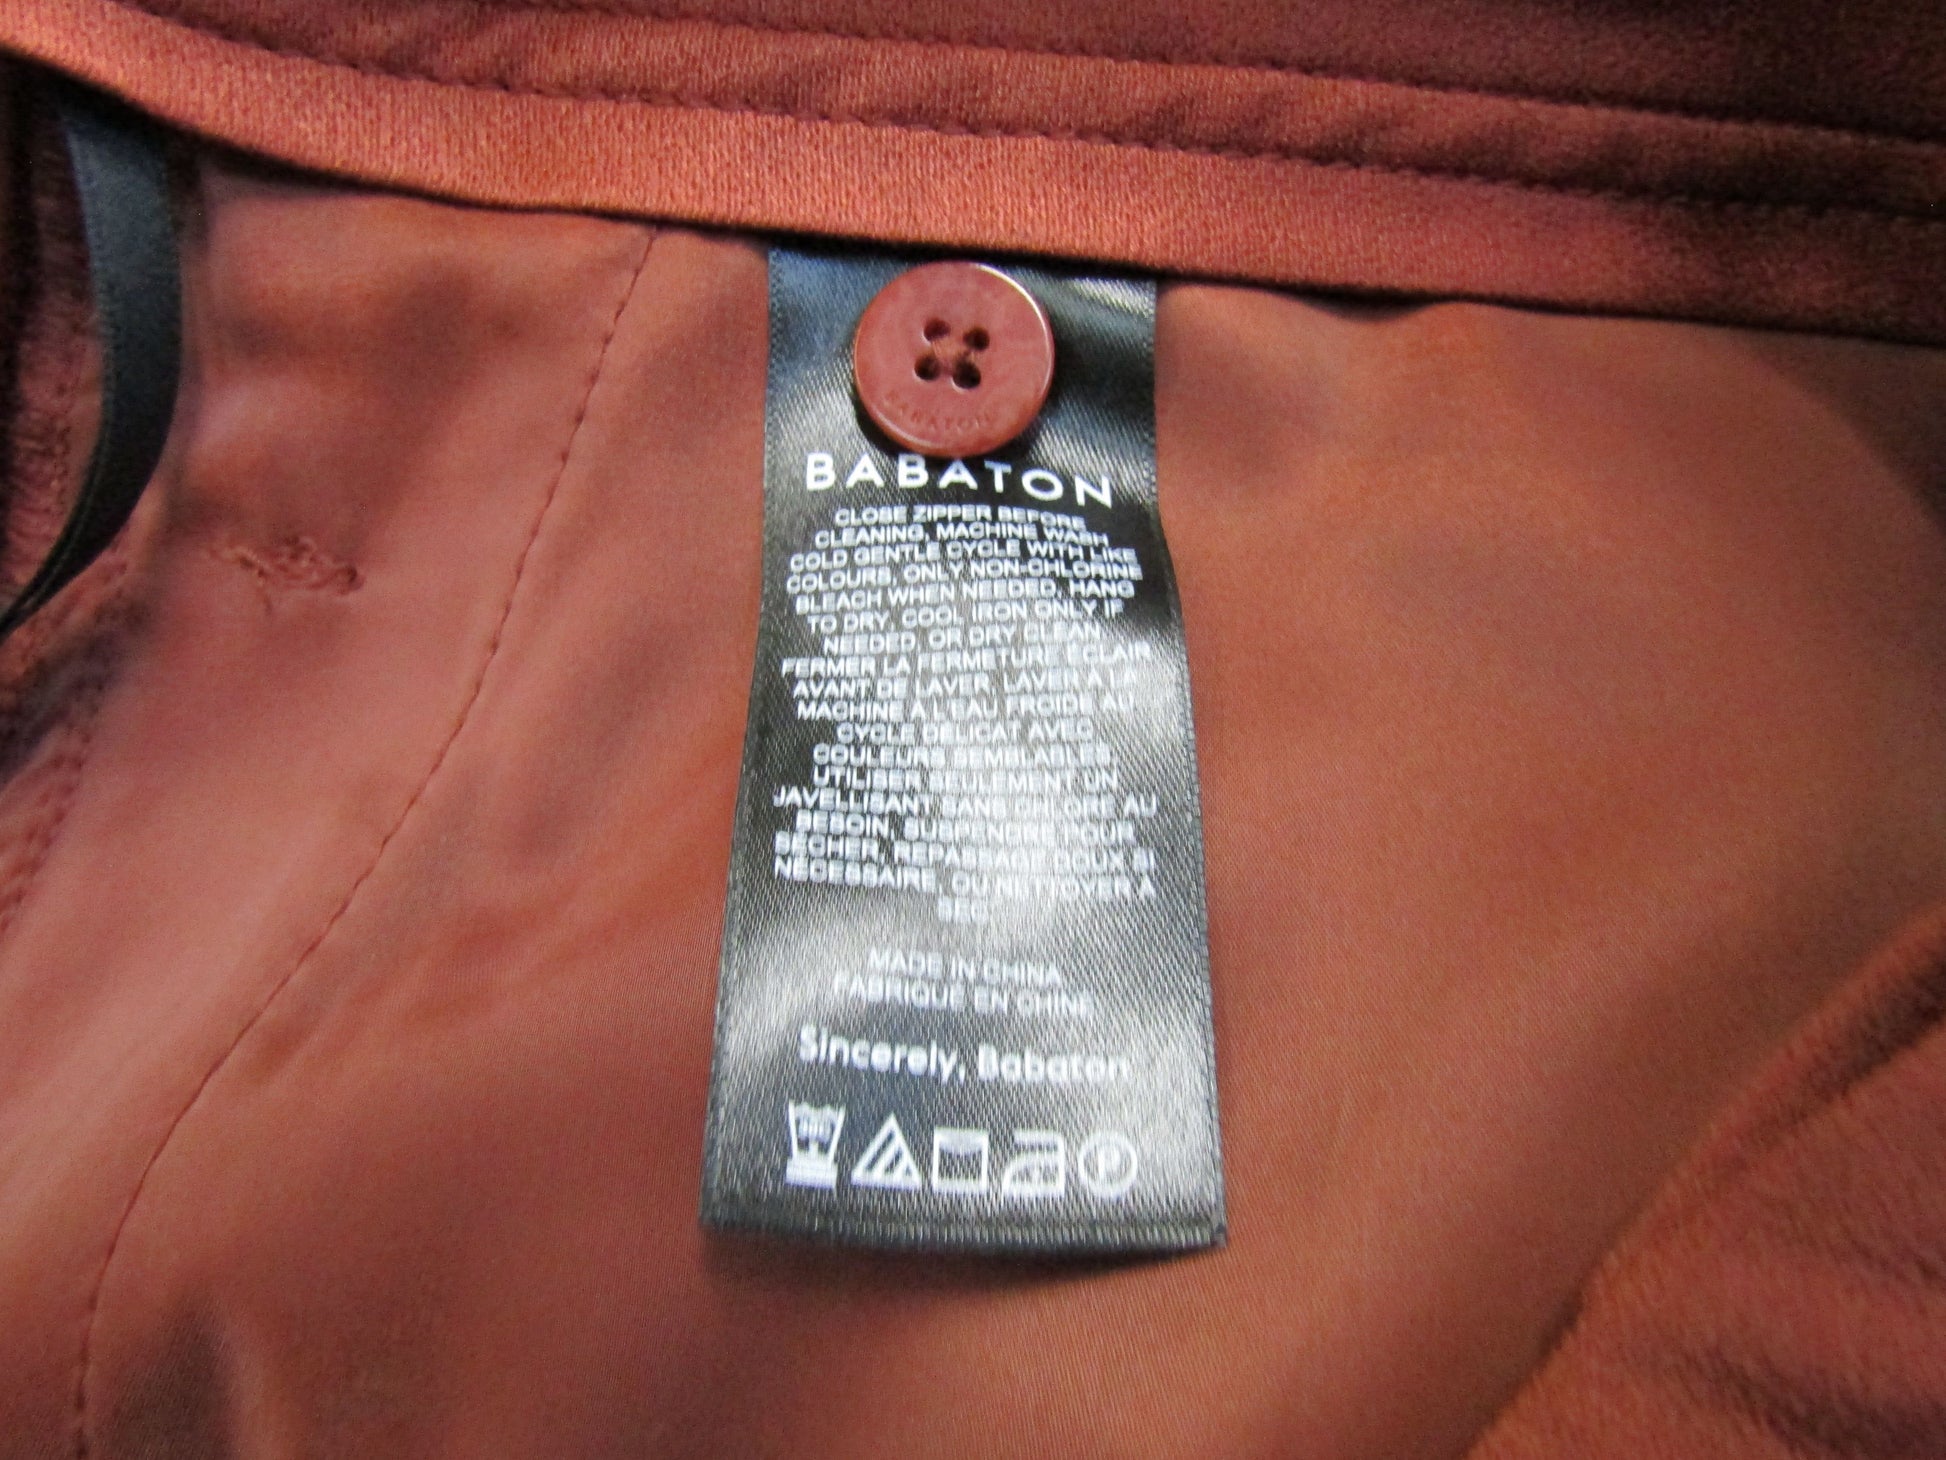 BABATON
BABATON
CLOSE ZIPPER BEFORE
CLEANING, MACHINE WASH
COLD GENTLE CYCLE WITH LIKE
COLOURS, ONLY NON-CHLORINE
BLEACH WHEN NEEDED, HANG
TO DRY, COOL IRON ONLY IF
NEEDED, OR DRY CLEAN
FERMER LA FERMETURE ÉCLAIR
AVANT DE LAVER, LAVER À LA
MACHINE À L'EAU FROIDE AU
CYCLE DÉLICAT AVEC
COULEURS SEMBLABLES,
UTILISER SEULEMENT UN
JAVELLISANT SANS CHLORE AU
BESOIN, SUSPENDRE POUR
SÉCHER, REPASSAGE DOUX SI
NÉCESSAIRE, OU NETTOYER À
SEC
MADE IN CHINA
FABRIQUÉ EN CHINE
Sincerely, Babaton
P